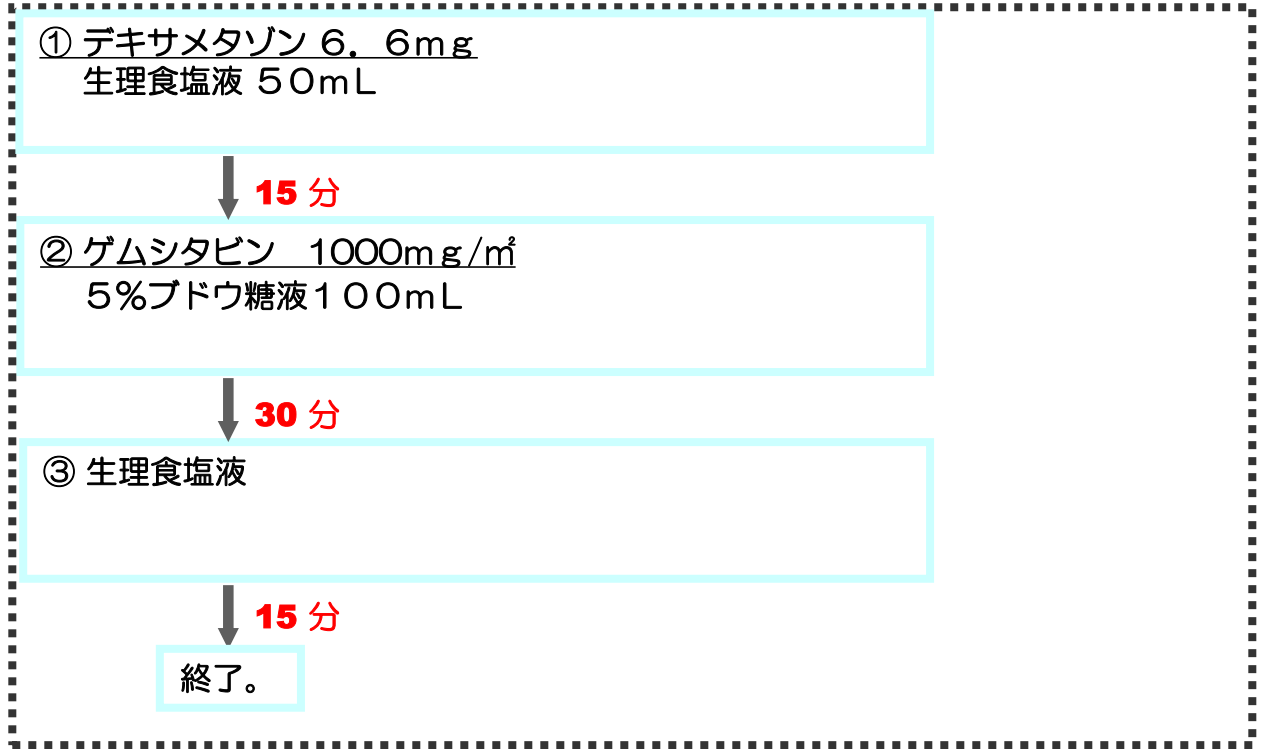 ① デキサメタゾン ６．６ｍｇ
生理食塩液 ５０ｍＬ
15 分
② ゲムシタビン　１０００ｍｇ/㎡
５％ブドウ糖液１００ｍＬ
30 分
③ 生理食塩液
15 分
終了。